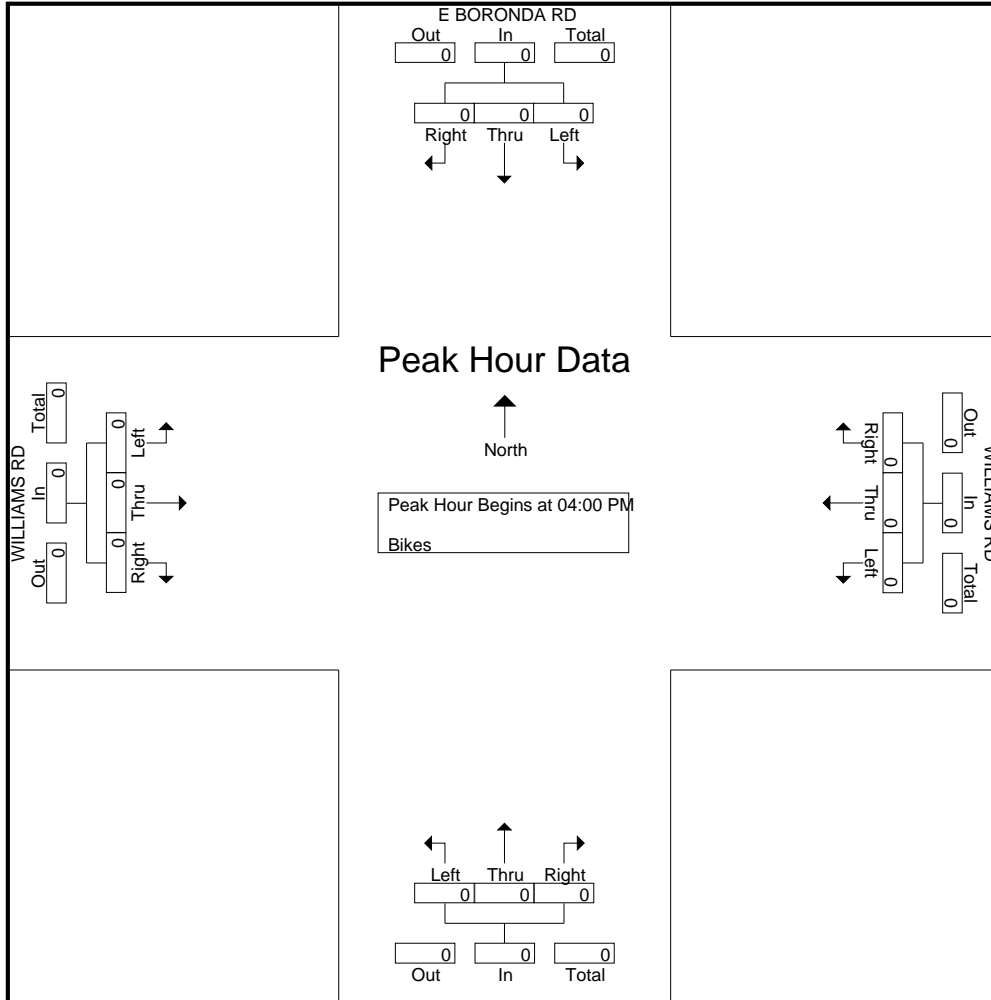 E BORONDA RD
Out In Total
0 0 0
0 0 0
Right Thru Left
Peak Hour Data
North
Peak Hour Begins at 04:00 PM
Bikes
WILLIAMS RD
Total In Out
0 0 0
0 0 0
Left Thru Right
WILLIAMS RD
Out In Total
0 0 0
0 0 0
Right Thru Left
Left Thru Right
0 0 0
0 0 0
Out In Total